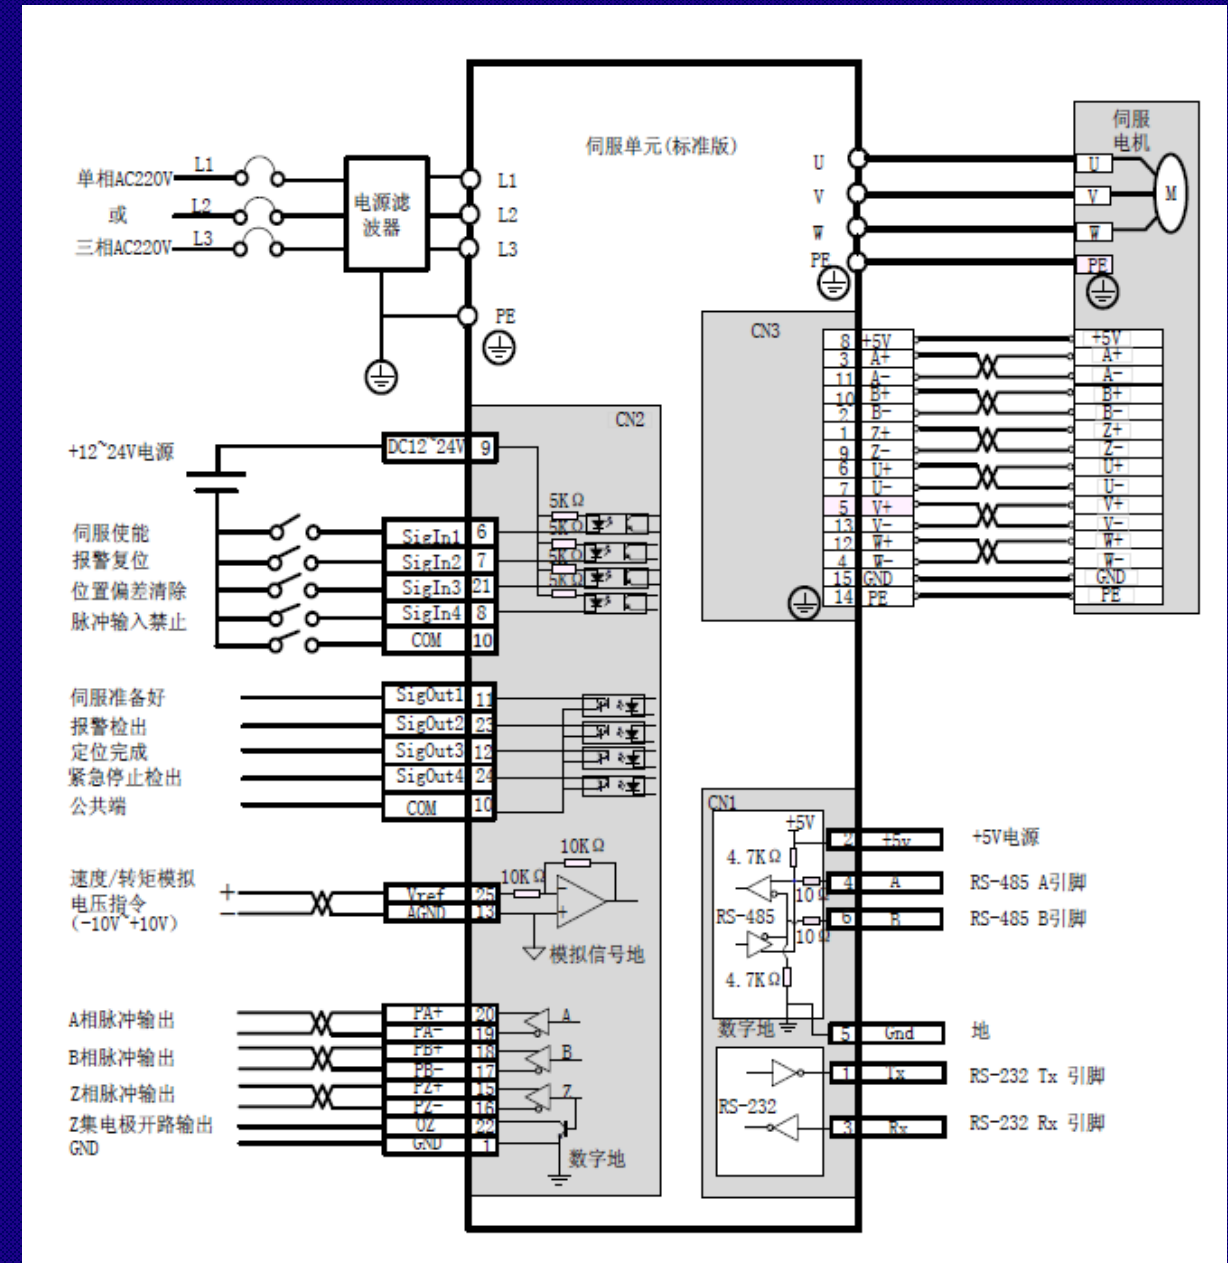 伺服单元(标准版)
单相AC220V
L1
或
L2
三相AC220V
L3
电源滤
波器
L1
L2
L3
PE
U
V
W
PE
伺服
电机
U
V
W
PE
M
CN3
8 +5V
3 A+
11 A-
10 B+
2 B-
1 Z+
9 Z-
6 U+
7 U-
5 V+
13 V-
12 W+
4 W-
15 GND
14 PE
+5V
A+
A-
B+
B-
Z+
Z-
U+
U-
V+
V-
W+
W-
GND
PE
CN2
+12~24V电源
DC12~24V 9
5KΩ
5KΩ
5KΩ
5KΩ
伺服使能
SigIn1 6
报警复位
SigIn2 7
位置偏差清除
SigIn3 21
脉冲输入禁止
SigIn4 8
COM 10
伺服准备好
SigOut1 11
报警检出
SigOut2 23
定位完成
SigOut3 12
紧急停止检出
SigOut4 24
公共端
COM 10
速度/转矩模拟
电压指令
(-10V~+10V)
+
-
Vref 25
AGND 13
10KΩ
10KΩ
-
+
模拟信号地
A相脉冲输出
PA+ 20
PA- 19
A
B相脉冲输出
PB+ 18
PB- 17
B
Z相脉冲输出
PZ+ 15
PZ- 16
Z
Z集电极开路输出
OZ 22
GND
GND 1
数字地
CN1
+5V
4.7KΩ
RS-485
10Ω
10Ω
4.7KΩ
数字地
RS-232
2 +5v
+5V电源
4 A
RS-485 A引脚
6 B
RS-485 B引脚
5 Gnd
地
1 Tx
RS-232 Tx 引脚
3 Rx
RS-232 Rx 引脚